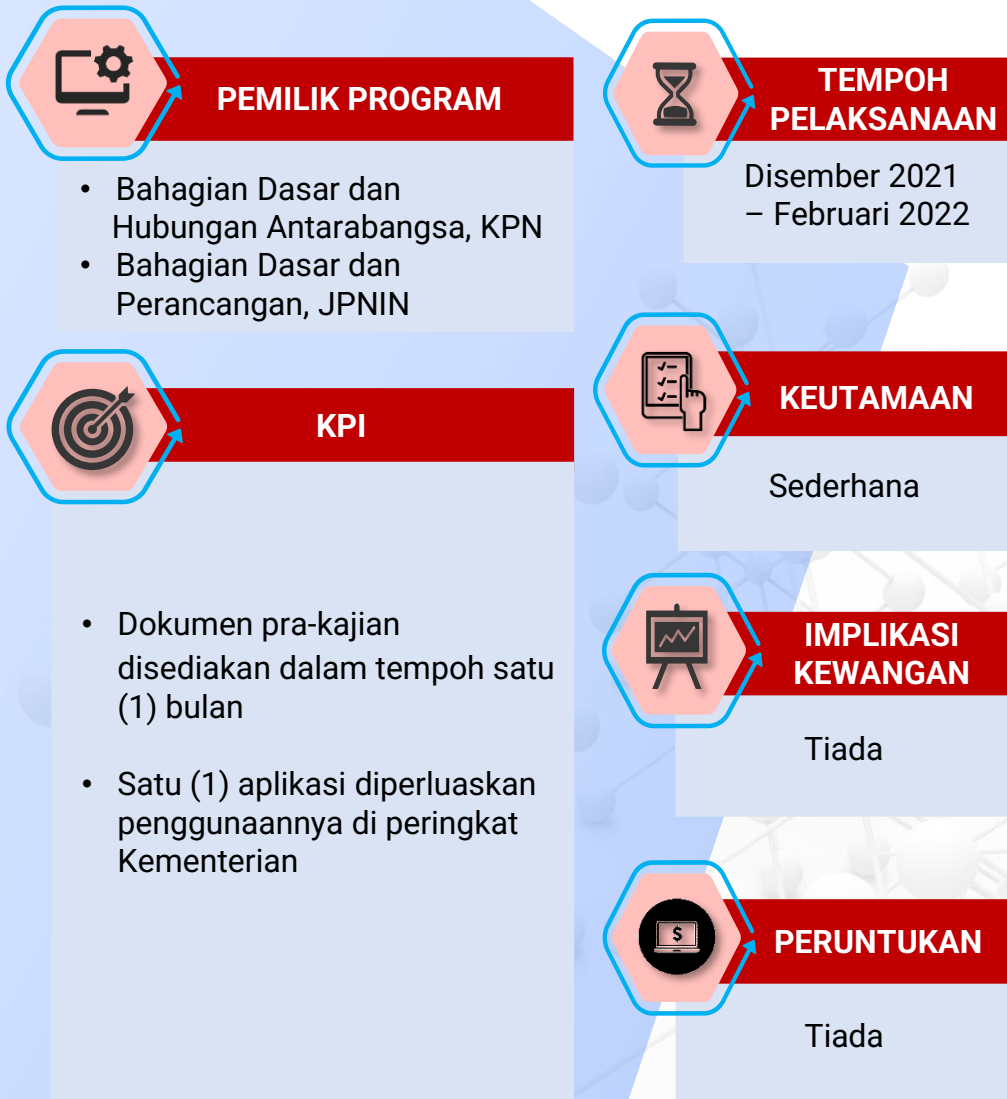 PEMILIK PROGRAM
• Bahagian Dasar dan
Hubungan Antarabangsa, KPN
• Bahagian Dasar dan
Perancangan, JPNIN
KPI
• Dokumen pra-kajian
disediakan dalam tempoh satu
(1) bulan
• Satu (1) aplikasi diperluaskan
penggunaannya di peringkat
Kementerian
TEMPOH
PELAKSANAAN
Disember 2021
– Februari 2022
KEUTAMAAN
Sederhana
IMPLIKASI
KEWANGAN
Tiada
$
PERUNTUKAN
Tiada